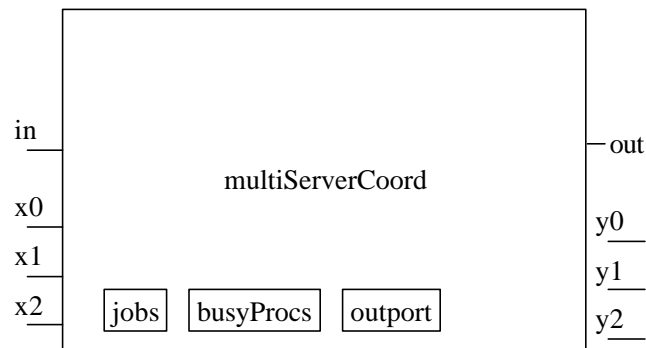 in
out
multiServerCoord
x0
y0
x1
y1
x2
jobs busyProcs outport
y2